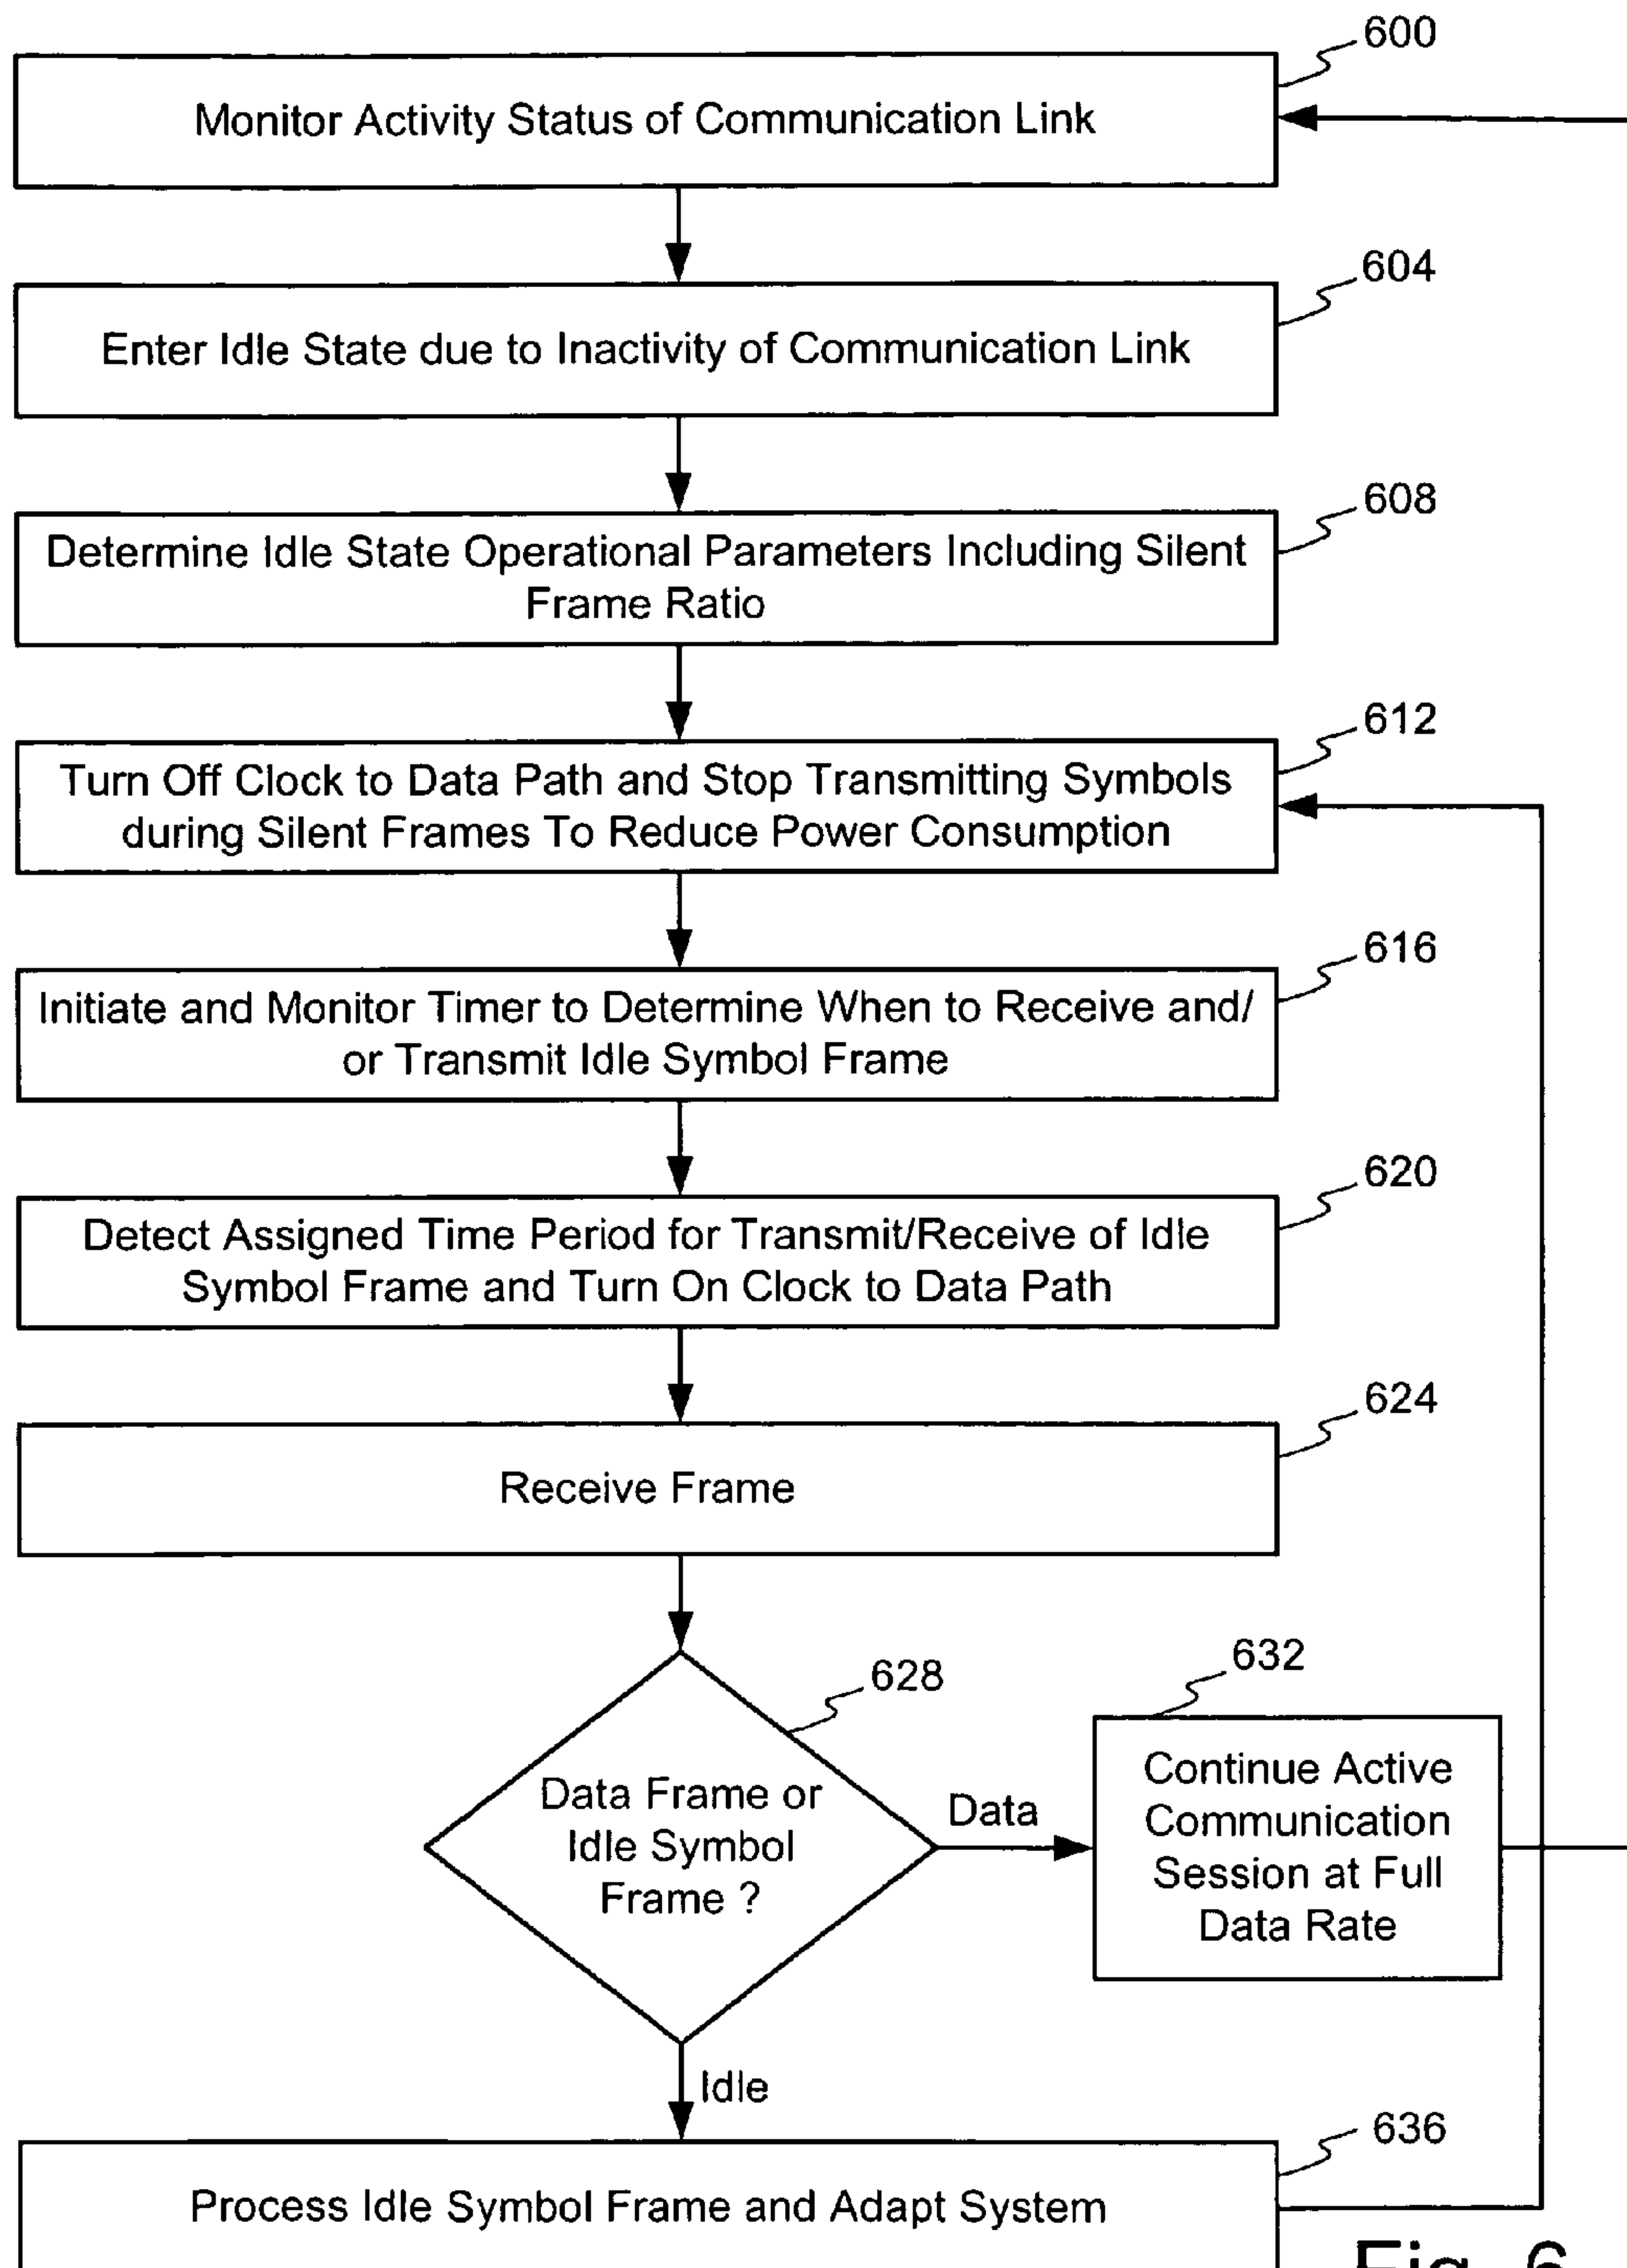 600
Monitor Activity Status of Communication Link
604
Enter Idle State due to Inactivity of Communication Link
608
Determine Idle State Operational Parameters Including Silent
Frame Ratio
612
Turn Off Clock to Data Path and Stop Transmitting Symbols
during Silent Frames To Reduce Power Consumption
616
Initiate and Monitor Timer to Determine When to Receive and/
or Transmit Idle Symbol Frame
620
Detect Assigned Time Period for Transmit/Receive of Idle
Symbol Frame and Turn On Clock to Data Path
624
Receive Frame
628
Data Frame or
Idle Symbol
Frame ?
Data
632
Continue Active
Communication
Session at Full
Data Rate
Idle
636
Process Idle Symbol Frame and Adapt System
Fig. 6